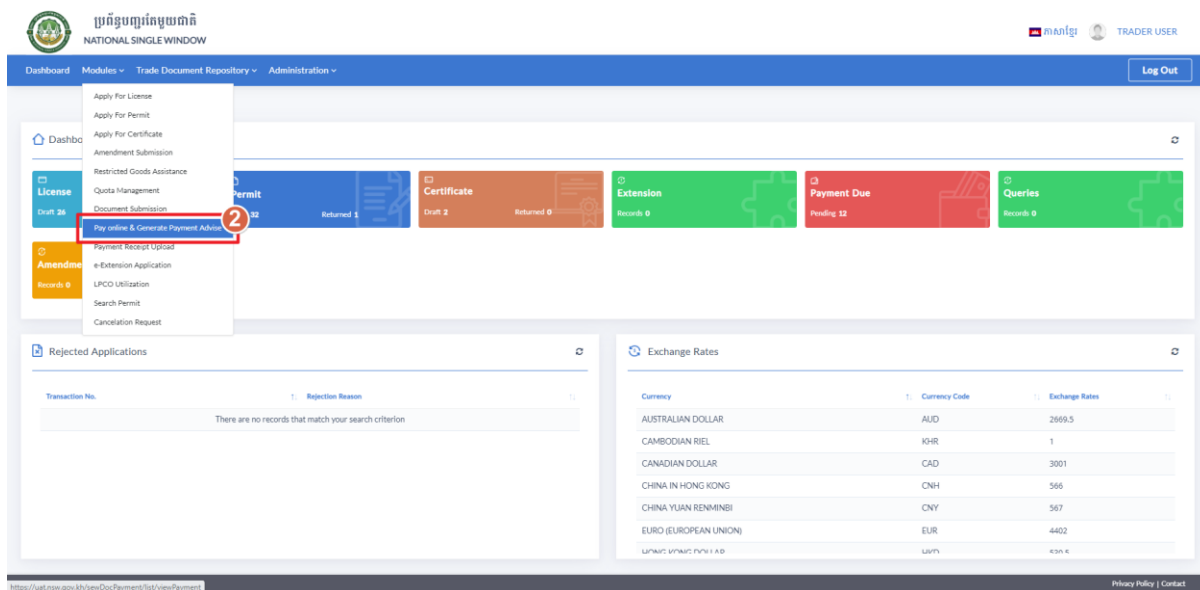 ប្រព័ន្ធបញ្ជរតែមួយជាតិ
NATIONAL SINGLE WINDOW
ភាសាខ្មែរ TRADER USER
Dashboard Modules Trade Document Repository Administration Log Out
Apply For License
Apply For Permit
Apply For Certificate
Amendment Submission
Restricted Goods Assistance
Quota Management
Document Submission
Pay online & Generate Payment Advise
2
Payment Receipt Upload
e-Extension Application
LPCO Utilization
Search Permit
Cancelation Request
Dashbo
License
Draft 26
Permit
32 Returned 1
Certificate
Draft 2 Returned 0
Extension
Records 0
Payment Due
Pending 12
Queries
Records 0
Amendme
Records 0
Rejected Applications
Transaction No. Rejection Reason
There are no records that match your search criterion
Exchange Rates
Currency Currency Code Exchange Rates
AUSTRALIAN DOLLAR AUD 2669.5
CAMBODIAN RIEL KHR 1
CANADIAN DOLLAR CAD 3001
CHINA IN HONG KONG CNH 566
CHINA YUAN RENMINBI CNY 567
EURO (EUROPEAN UNION) EUR 4402
HONG KONG DOLLAR HKD 520.5
https://uat.nsw.gov.kh/sewDocPayment/list/viewPayment
Privacy Policy | Contact